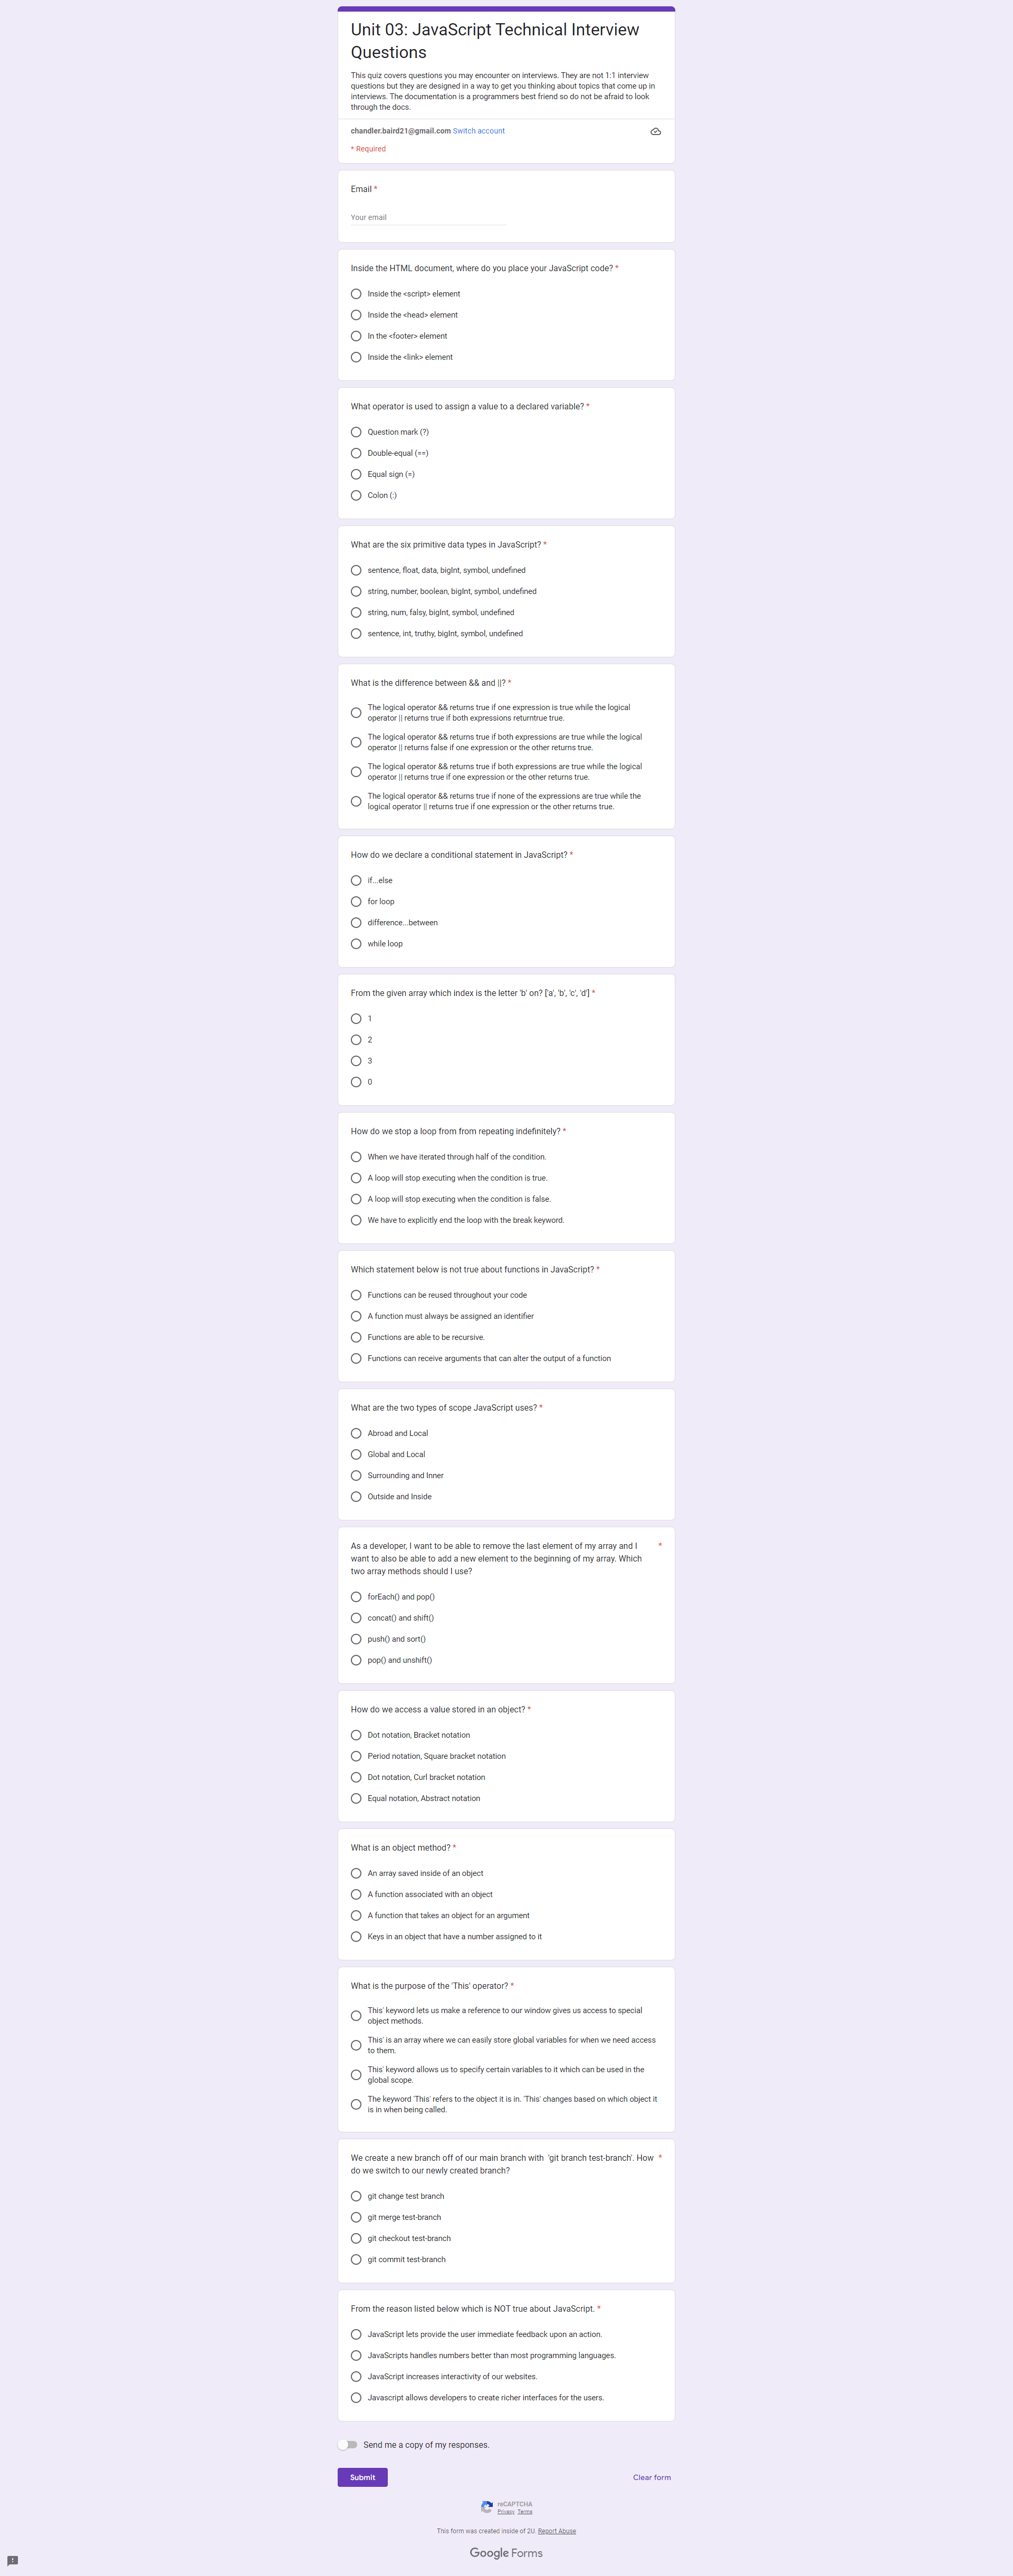 Unit 03: JavaScript Technical Interview
Questions
This quiz covers questions you may encounter on interviews. They are not 1:1 interview
questions but they are designed in a way to get you thinking about topics that come up in
interviews. The documentation is a programmers best friend so do not be afraid to look
through the docs.
chandler.baird21@gmail.com Switch account
* Required
Email *
Your email
Inside the HTML document, where do you place your JavaScript code? *
Inside the <script> element
Inside the <head> element
In the <footer> element
Inside the <link> element
What operator is used to assign a value to a declared variable? *
Question mark (?)
Double-equal (==)
Equal sign (=)
Colon (:)
What are the six primitive data types in JavaScript? *
sentence, float, data, bigInt, symbol, undefined
string, number, boolean, bigInt, symbol, undefined
string, num, falsy, bigInt, symbol, undefined
sentence, int, truthy, bigInt, symbol, undefined
What is the difference between && and ||? *
The logical operator && returns true if one expression is true while the logical
operator || returns true if both expressions returntrue true.
The logical operator && returns true if both expressions are true while the logical
operator || returns false if one expression or the other returns true.
The logical operator && returns true if both expressions are true while the logical
operator || returns true if one expression or the other returns true.
The logical operator && returns true if none of the expressions are true while the
logical operator || returns true if one expression or the other returns true.
How do we declare a conditional statement in JavaScript? *
if...else
for loop
difference...between
while loop
From the given array which index is the letter 'b' on? ['a', 'b', 'c', 'd'] *
1
2
3
0
How do we stop a loop from from repeating indefinitely? *
When we have iterated through half of the condition.
A loop will stop executing when the condition is true.
A loop will stop executing when the condition is false.
We have to explicitly end the loop with the break keyword.
Which statement below is not true about functions in JavaScript? *
Functions can be reused throughout your code
A function must always be assigned an identifier
Functions are able to be recursive.
Functions can receive arguments that can alter the output of a function
What are the two types of scope JavaScript uses? *
Abroad and Local
Global and Local
Surrounding and Inner
Outside and Inside
As a developer, I want to be able to remove the last element of my array and I *
want to also be able to add a new element to the beginning of my array. Which
two array methods should I use?
forEach() and pop()
concat() and shift()
push() and sort()
pop() and unshift()
How do we access a value stored in an object? *
Dot notation, Bracket notation
Period notation, Square bracket notation
Dot notation, Curl bracket notation
Equal notation, Abstract notation
What is an object method? *
An array saved inside of an object
A function associated with an object
A function that takes an object for an argument
Keys in an object that have a number assigned to it
What is the purpose of the 'This' operator? *
This' keyword lets us make a reference to our window gives us access to special
object methods.
This' is an array where we can easily store global variables for when we need access
to them.
This' keyword allows us to specify certain variables to it which can be used in the
global scope.
The keyword 'This' refers to the object it is in. 'This' changes based on which object it
is in when being called.
We create a new branch off of our main branch with 'git branch test-branch'. How *
do we switch to our newly created branch?
git change test branch
git merge test-branch
git checkout test-branch
git commit test-branch
From the reason listed below which is NOT true about JavaScript. *
JavaScript lets provide the user immediate feedback upon an action.
JavaScripts handles numbers better than most programming languages.
JavaScript increases interactivity of our websites.
Javascript allows developers to create richer interfaces for the users.
Send me a copy of my responses.
Submit
Clear form
reCAPTCHA
Privacy Terms
This form was created inside of 2U. Report Abuse
Google Forms